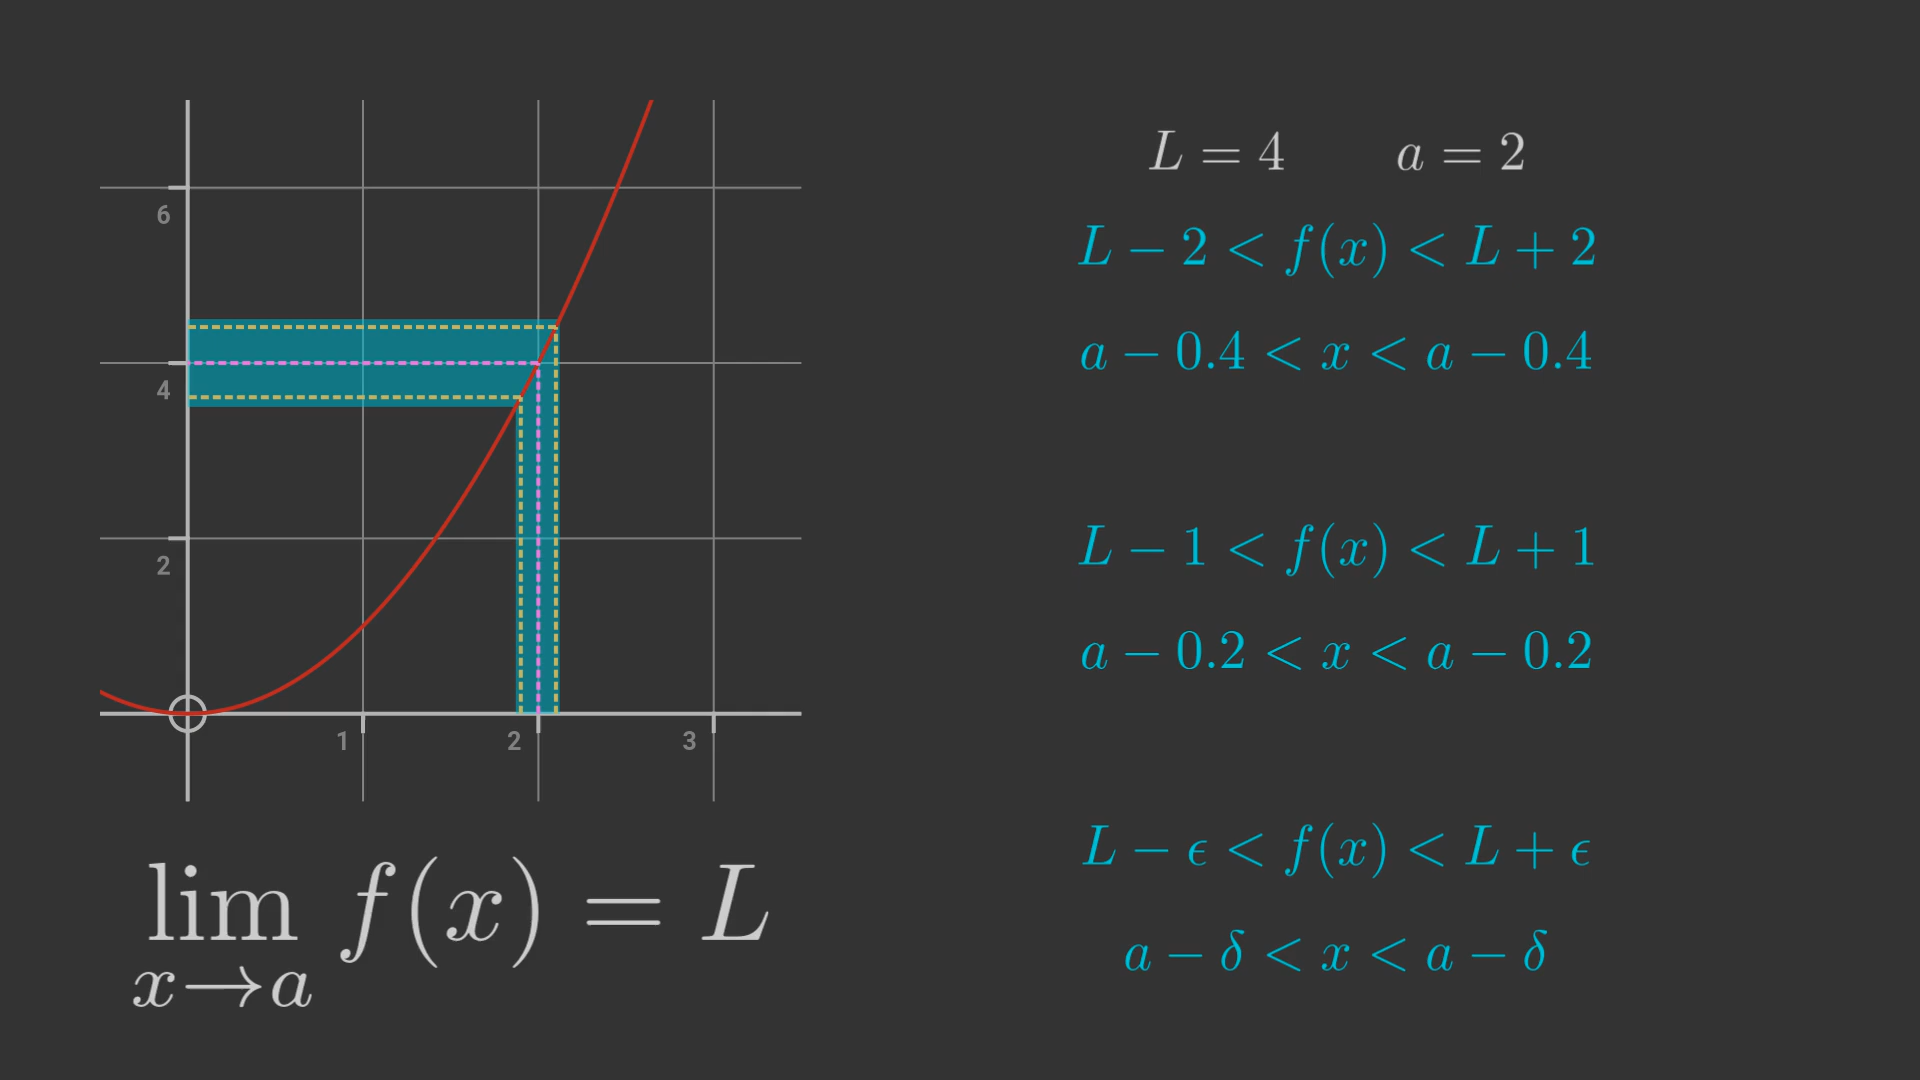 6
4
2
1 2 3
lim f(x) = L
x→a
L = 4 a = 2
L − 2 < f(x) < L + 2
a − 0.4 < x < a − 0.4
L − 1 < f(x) < L + 1
a − 0.2 < x < a − 0.2
L − ϵ < f(x) < L + ϵ
a − δ < x < a − δ